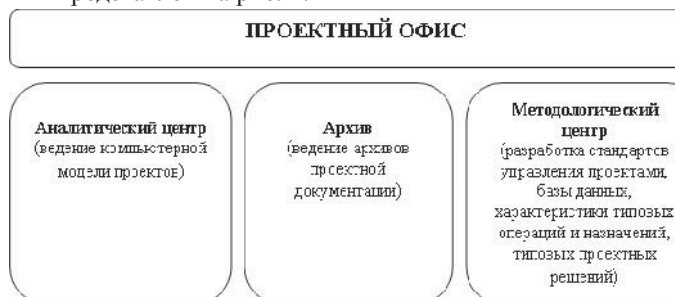 ПРОЕКТНЫЙ ОФИС
Аналитический центр
(ведение компьютерной
модели проектов)
Архив
(ведение архивов
проектной
документации)
Методологический
центр
(разработка стандартов
управления проектами,
базы данных,
характеристики типовых
операций и назначений,
типовых проектных
решений)